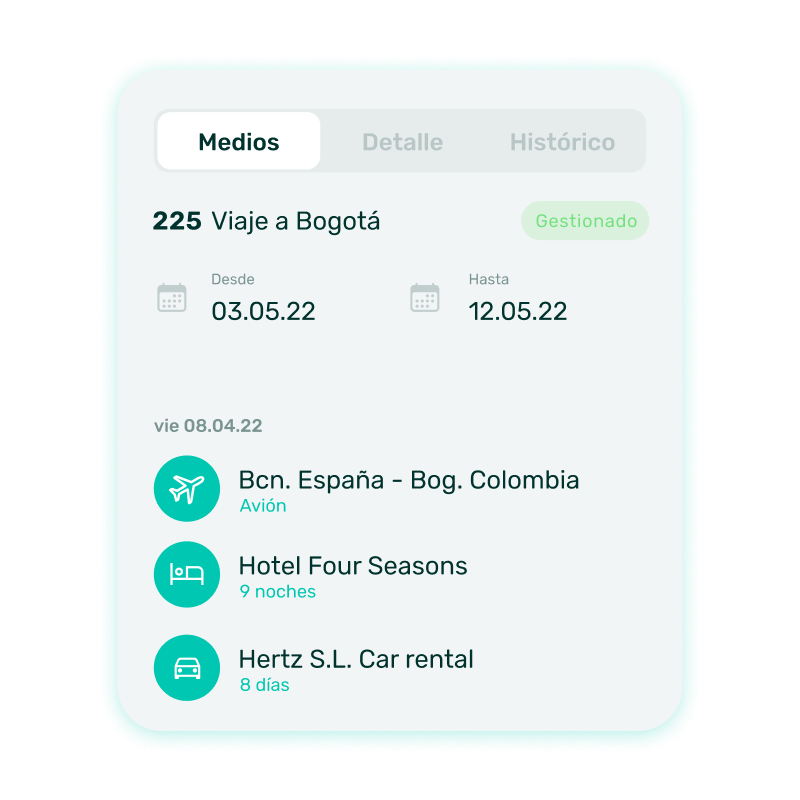 Medios Detalle Histórico
225 Viaje a Bogotá Gestionado
Desde Hasta
03.05.22 12.05.22
vie 08.04.22
Bcn. España - Bog. Colombia
Avión
Hotel Four Seasons
9 noches
Hertz S.L. Car rental
8 días